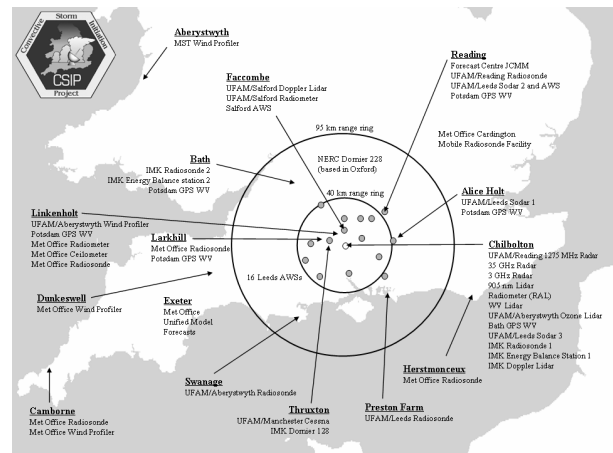 Convective
Storm
Initiation
CSIP
Project
Aberystwyth
MST Wind Profiler
Faccombe
UFAM/Salford Doppler Lidar
UFAM/Salford Radiometer
Salford AWS
Reading
Forecast Centre JCMM
UFAM/Reading Radiosonde
UFAM/Leeds Sodar 2 and AWS
Potsdam GPS WV
95 km range ring
Met Office Cardington
Mobile Radiosonde Facility
NERC Dornier 228
(based in Oxford)
Bath
IMK Radiosonde 2
IMK Energy Balance station 2
Potsdam GPS WV
40 km range ring
Alice Holt
UFAM/Leeds Sodar 1
Potsdam GPS WV
Linkenholt
UFAM/Aberystwyth Wind Profiler
Potsdam GPS WV
Met Office Radiometer
Met Office Ceilometer
Met Office Radiosonde
Larkhill
Met Office Radiosonde
Potsdam GPS WV
Chilbolton
UFAM/Reading 1275 MHz Radar
35 GHz Radar
3 GHz Radar
905 nm Lidar
Radiometer (RAL)
WV Lidar
UFAM/Aberystwyth Ozone Lidar
Bath GPS WV
UFAM/Leeds Sodar 3
IMK Radiosonde 1
IMK Energy Balance Station 1
IMK Doppler Lidar
16 Leeds AWSs
Dunkeswell
Met Office Wind Profiler
Exeter
Met Office
Unified Model
Forecasts
Herstmonceux
Met Office Radiosonde
Swanage
UFAM/Aberystwyth Radiosonde
Camborne
Met Office Radiosonde
Met Office Wind Profiler
Thruxton
UFAM/Manchester Cessna
IMK Dornier 128
Preston Farm
UFAM/Leeds Radiosonde